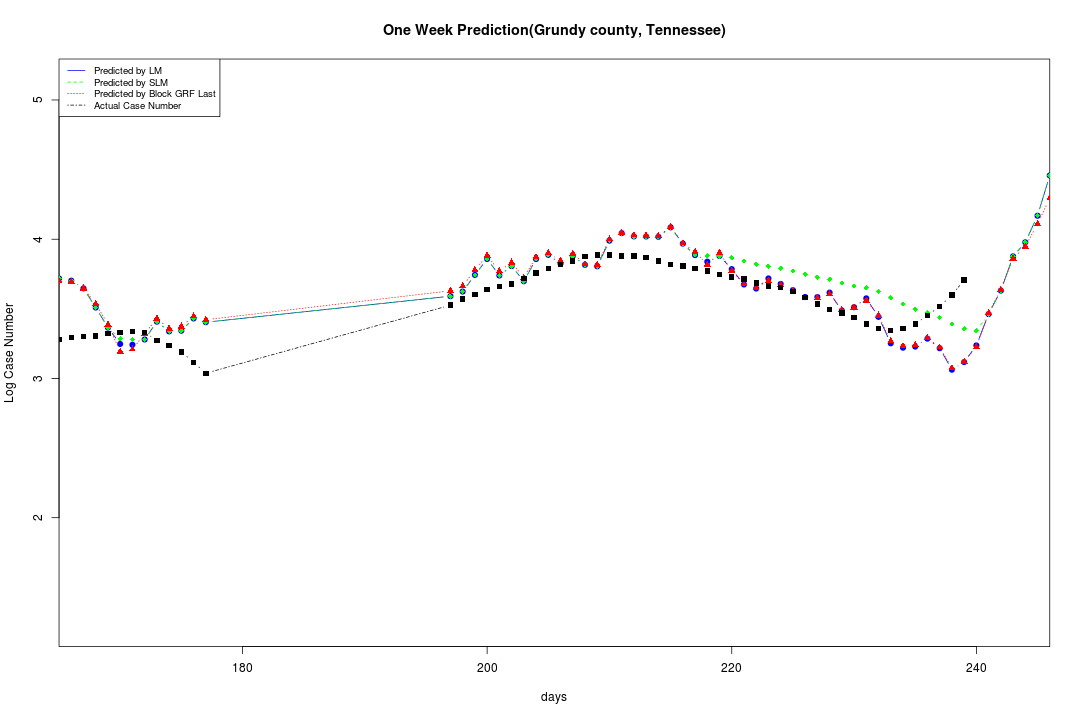 One Week Prediction(Grundy county, Tennessee)
Predicted by LM
Predicted by SLM
Predicted by Block GRF Last
Actual Case Number
5
4
3
2
Log Case Number
180 200 220 240
days